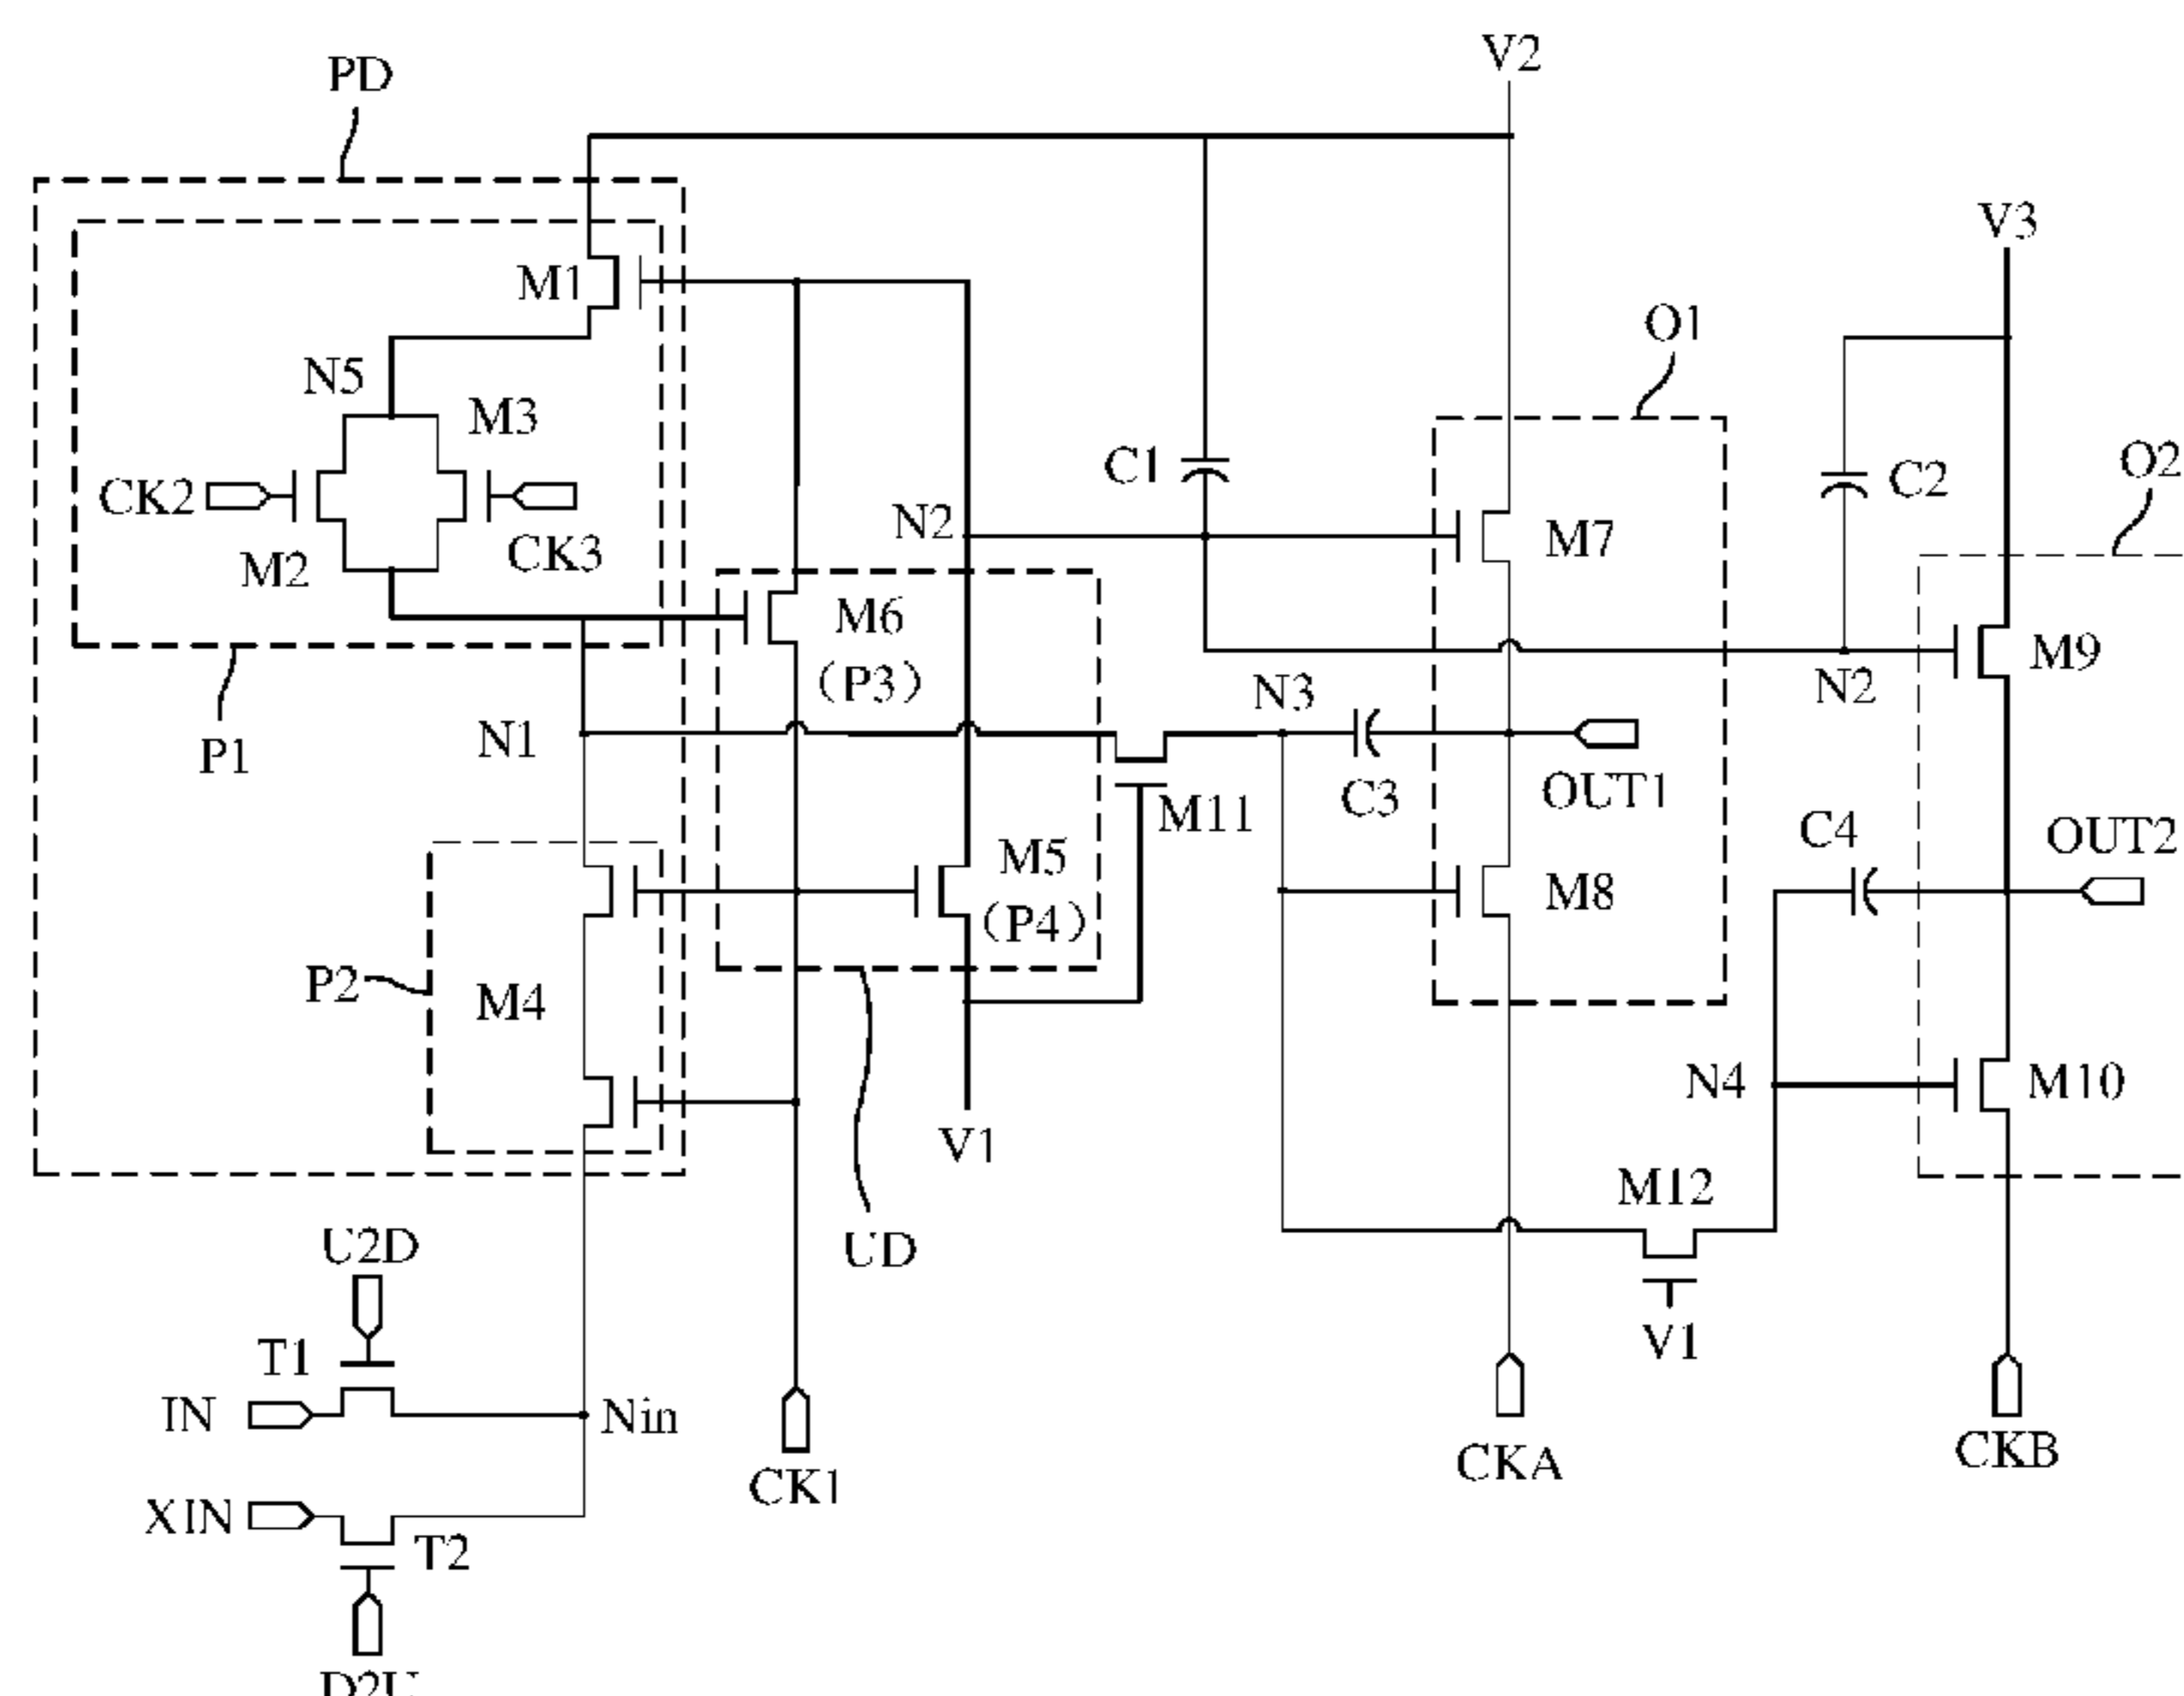 V2
PD
V3
M1
O1
N5
M3
O2
C1
C2
CK2
N2
M7
CK3
M2
M6
(P3)
M9
N3
N2
N1
P1
OUT1
C3
M11
C4
OUT2
M5
(P4)
M8
P2
M4
N4
M10
V1
M12
U2D
UD
T1
V1
IN
Nin
CKA
CKB
CK1
XIN
T2
D2U